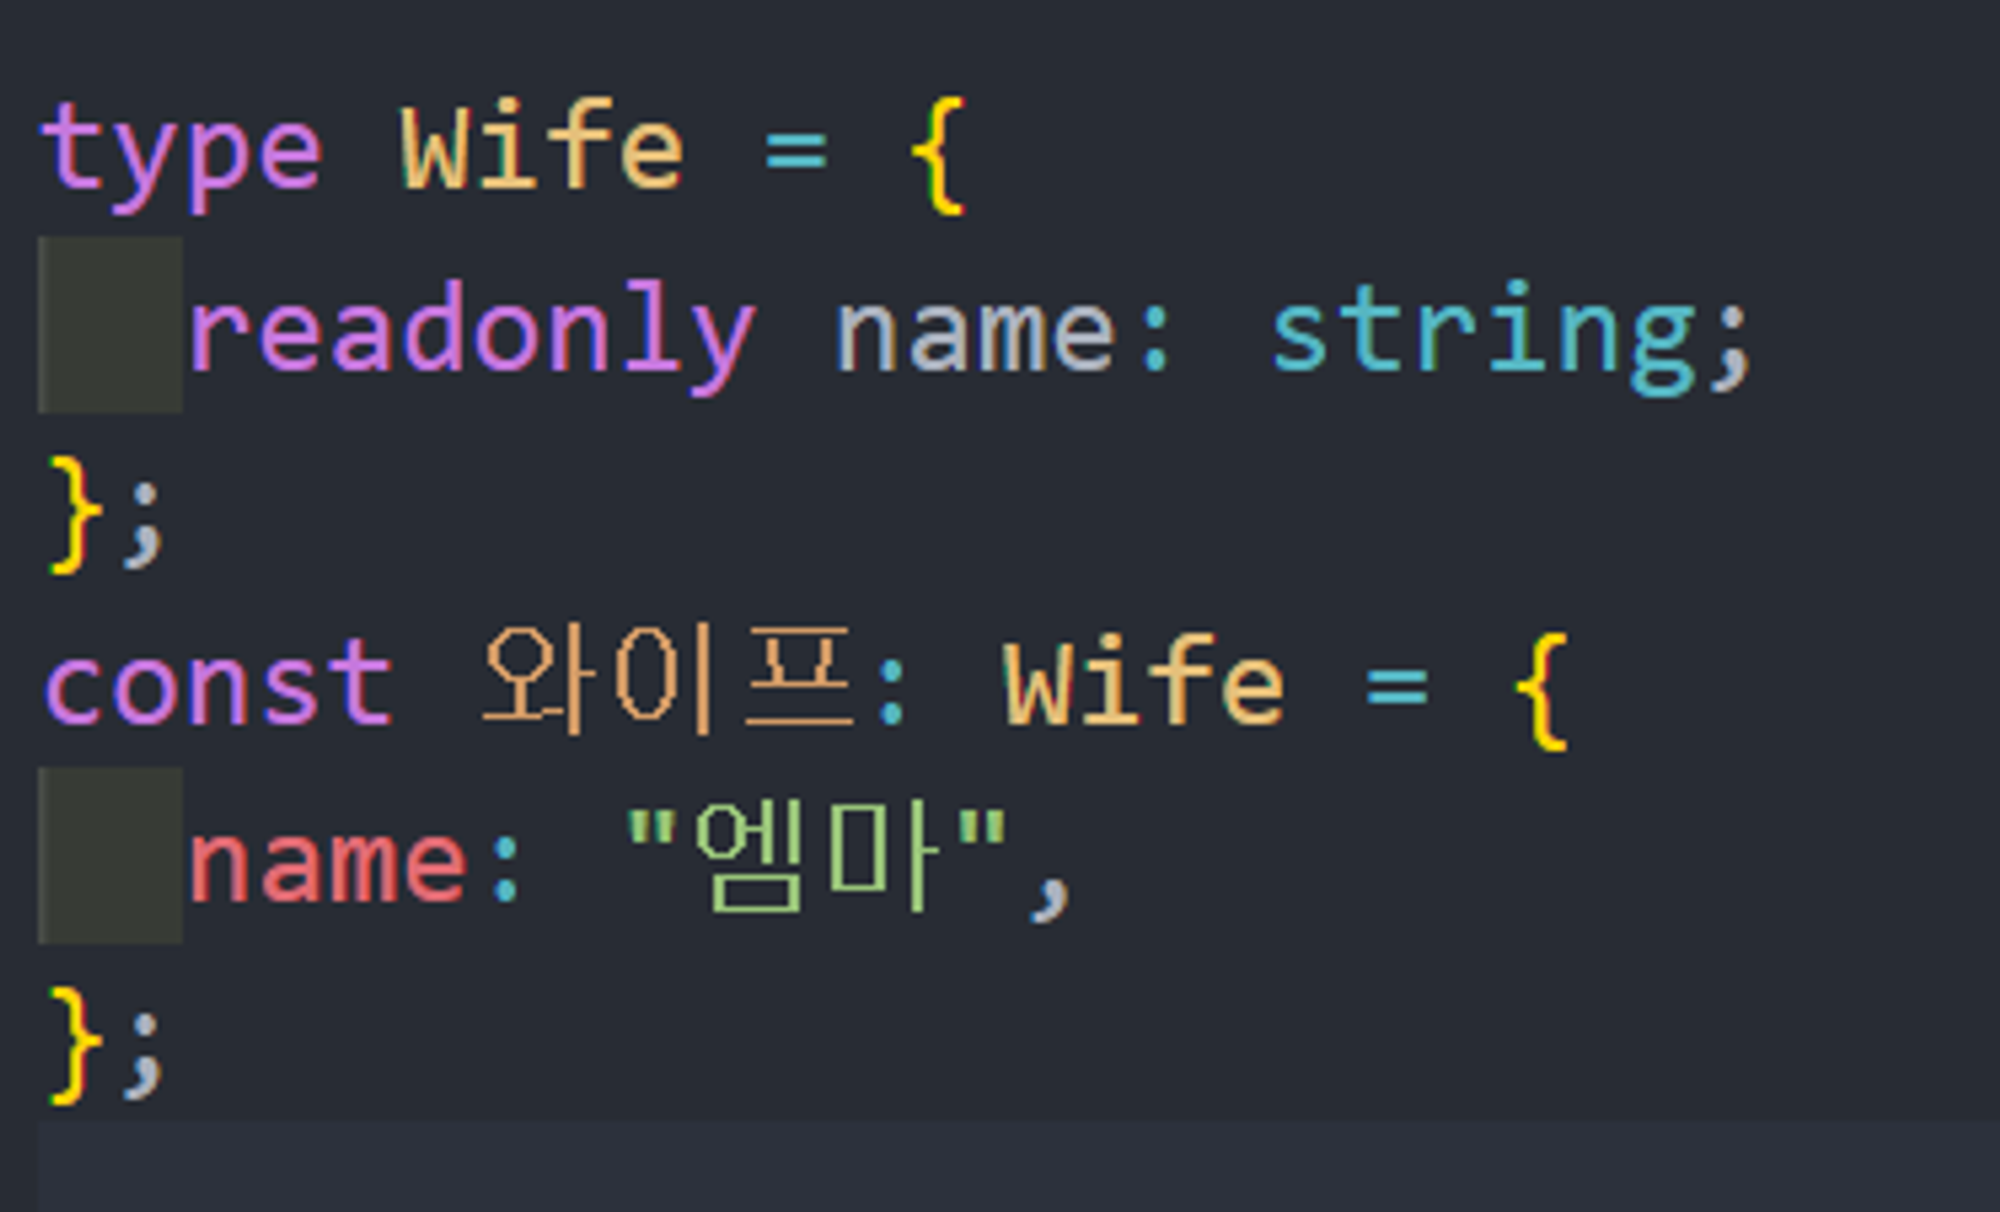 type Wife = {
  readonly name: string;
};
const 와이프: Wife = {
  name: "엠마",
};